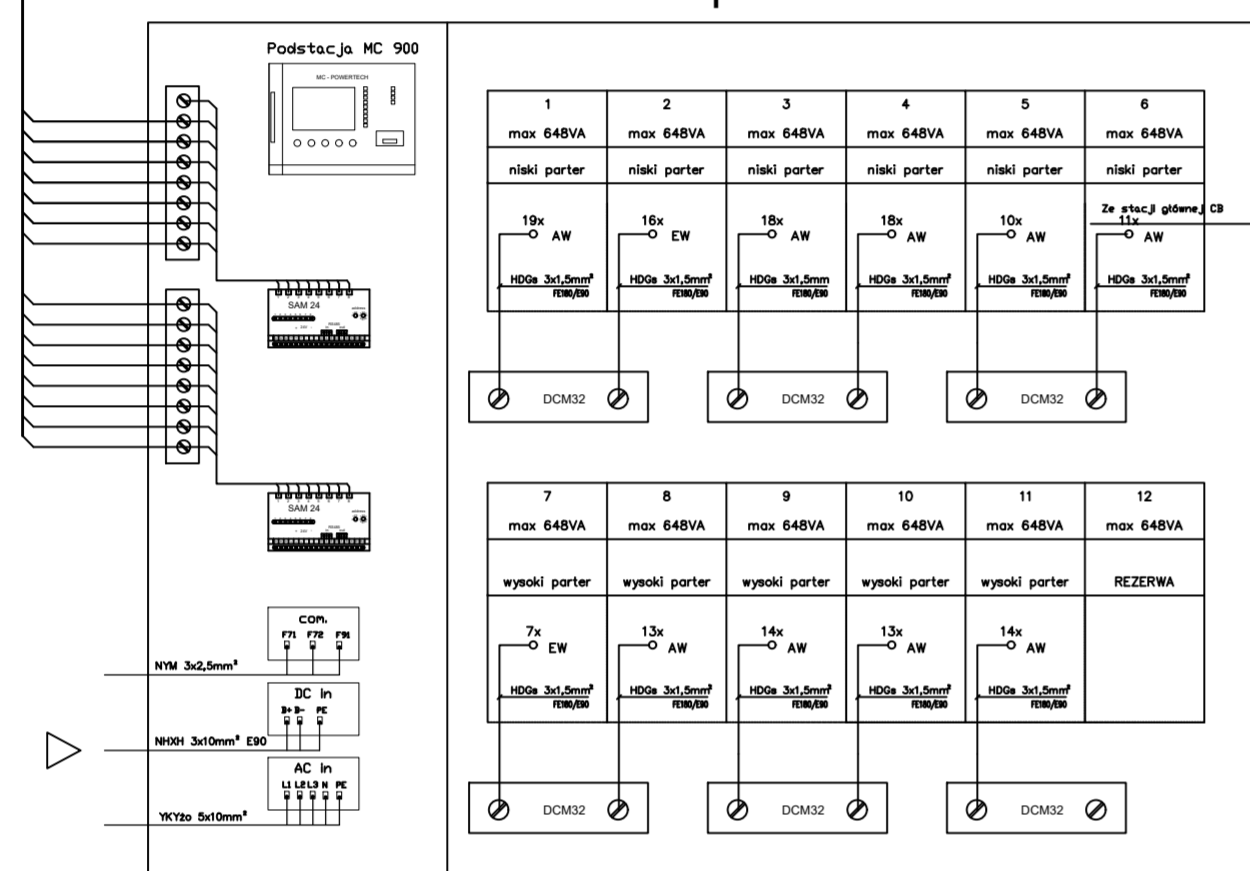 Podstacja MC 900
MC - POWERTECH
SAM 24
SAM 24
COM.
F71 F72 F91
NYM 3x2,5mm²
DC In
B+ B- PE
NHXH 3x10mm² E90
AC In
L1 L2 L3 N PE
YKYżo 5x10mm²
1 2 3 4 5 6
max 648VA max 648VA max 648VA max 648VA max 648VA max 648VA
niski parter niski parter niski parter niski parter niski parter niski parter
Ze stacji głównej CB
19x 16x 18x 18x 10x 11x
AW EW AW AW AW AW
HDGs 3x1,5mm² HDGs 3x1,5mm² HDGs 3x1,5mm HDGs 3x1,5mm² HDGs 3x1,5mm² HDGs 3x1,5mm²
FE180/E90 FE180/E90 FE180/E90 FE180/E90 FE180/E90 FE180/E90
DCM32 DCM32 DCM32
7 8 9 10 11 12
max 648VA max 648VA max 648VA max 648VA max 648VA max 648VA
wysoki parter wysoki parter wysoki parter wysoki parter wysoki parter REZERWA
7x 13x 14x 13x 14x
EW AW AW AW AW
HDGs 3x1,5mm² HDGs 3x1,5mm² HDGs 3x1,5mm² HDGs 3x1,5mm² HDGs 3x1,5mm²
FE180/E90 FE180/E90 FE180/E90 FE180/E90 FE180/E90
DCM32 DCM32 DCM32